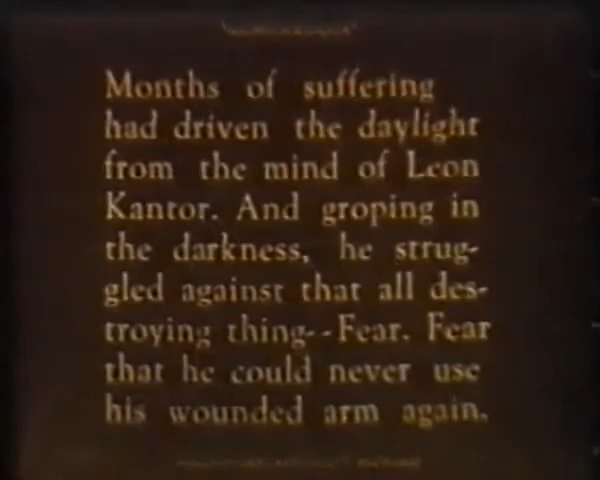 Months of suffering
had driven the daylight
from the mind of Leon
Kantor. And groping in
the darkness, he strug-
gled against that all des-
troying thing--Fear. Fear
that he could never use
his wounded arm again.